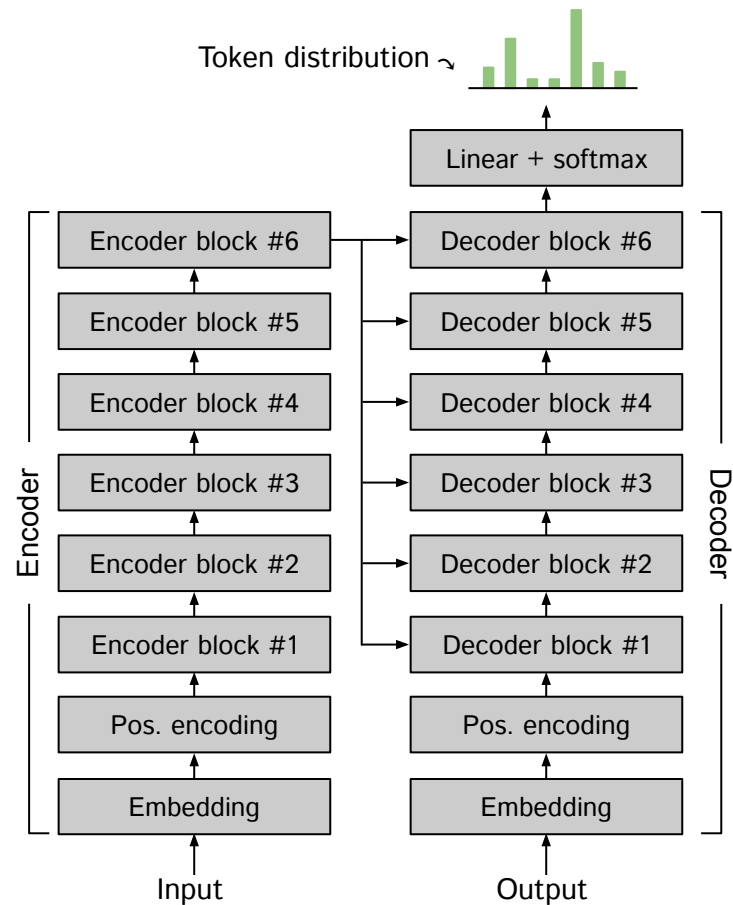 Token distribution
Linear + softmax
Encoder block #6
Decoder block #6
Encoder block #5
Decoder block #5
Encoder block #4
Decoder block #4
Encoder block #3
Decoder block #3
Encoder block #2
Decoder block #2
Encoder block #1
Decoder block #1
Pos. encoding
Pos. encoding
Embedding
Embedding
Encoder
Decoder
Input
Output